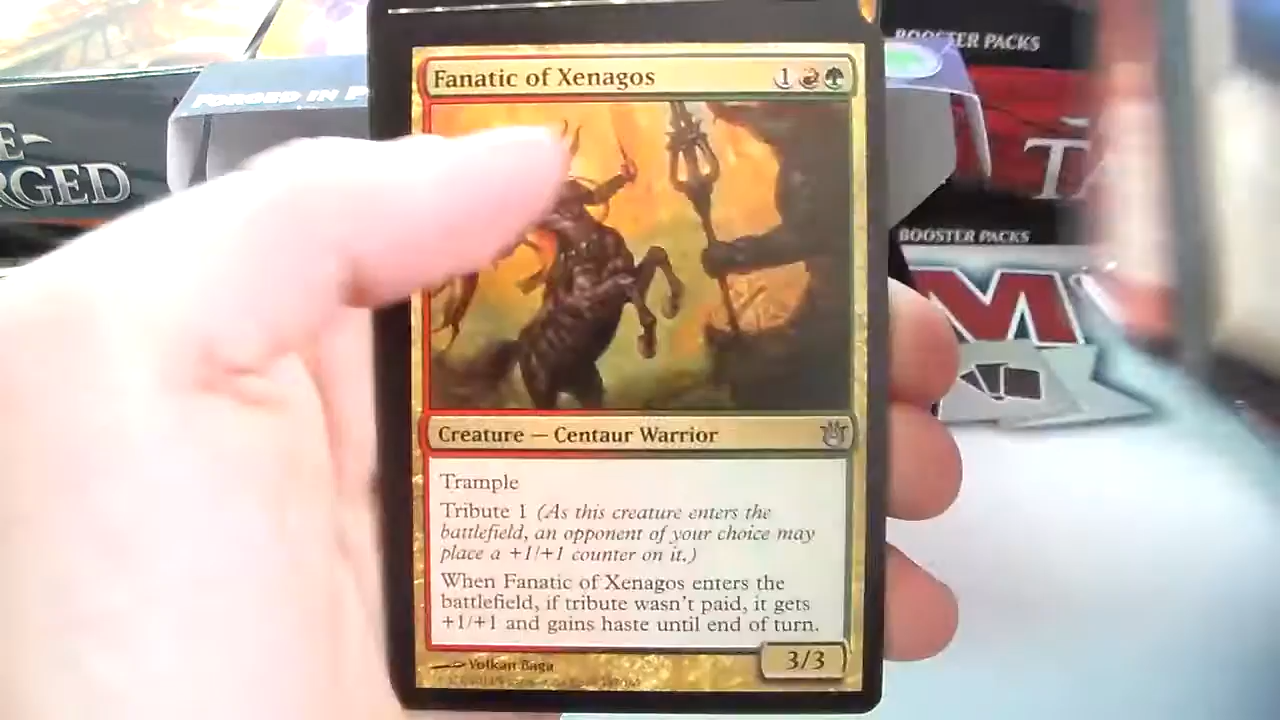 BOOSTER PACKS
FORGED IN
Fanatic of Xenagos
1
BOOSTER PACKS
M
Creature — Centaur Warrior
Trample
Tribute 1 (As this creature enters the
battlefield, an opponent of your choice may
place a +1/+1 counter on it.)
When Fanatic of Xenagos enters the
battlefield, if tribute wasn't paid, it gets
+1/+1 and gains haste until end of turn.
3/3
Volkan Baga